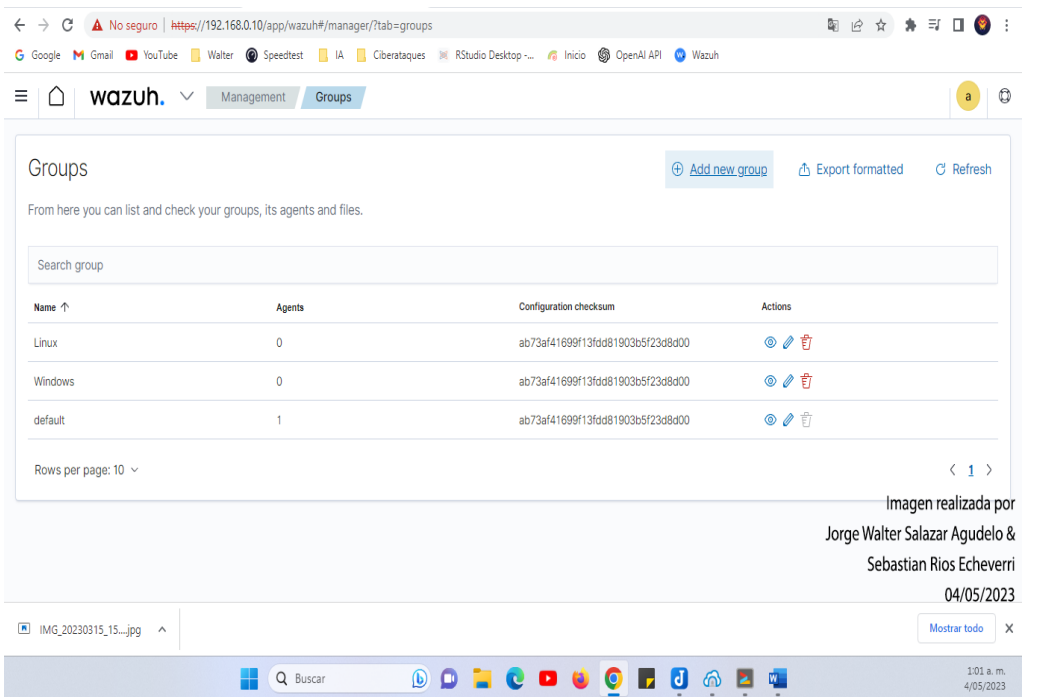 No seguro | https://192.168.0.10/app/wazuh#/manager/?tab=groups
Google Gmail YouTube Walter Speedtest IA Ciberataques RStudio Desktop -... Inicio OpenAI API Wazuh
wazuh. Management Groups a
Groups Add new group Export formatted Refresh
From here you can list and check your groups, its agents and files.
Search group
Name Agents Configuration checksum Actions
Linux 0 ab73af41699f13fdd81903b5f23d8d00
Windows 0 ab73af41699f13fdd81903b5f23d8d00
default 1 ab73af41699f13fdd81903b5f23d8d00
Rows per page: 10 1
Imagen realizada por
Jorge Walter Salazar Agudelo &
Sebastian Rios Echeverri
04/05/2023
IMG_20230315_15....jpg Mostrar todo X
Buscar 1:01 a. m.
4/05/2023